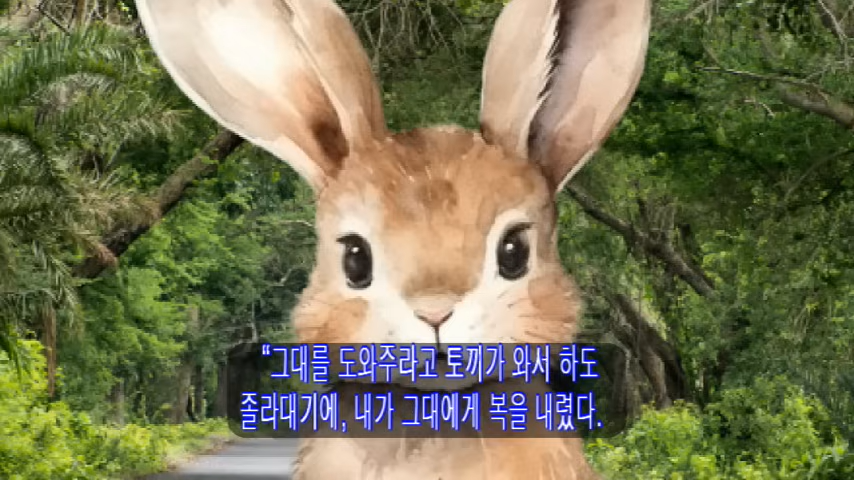 “그대를 도와주라고 토끼가 와서 하도
졸라대기에, 내가 그대에게 복을 내렸다.